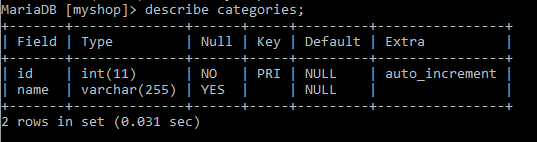 MariaDB [myshop]> describe categories;
+-------+--------------+------+-----+---------+----------------+
| Field | Type         | Null | Key | Default | Extra          |
+-------+--------------+------+-----+---------+----------------+
| id    | int(11)      | NO   | PRI | NULL    | auto_increment |
| name  | varchar(255) | YES  |     | NULL    |                |
+-------+--------------+------+-----+---------+----------------+
2 rows in set (0.031 sec)